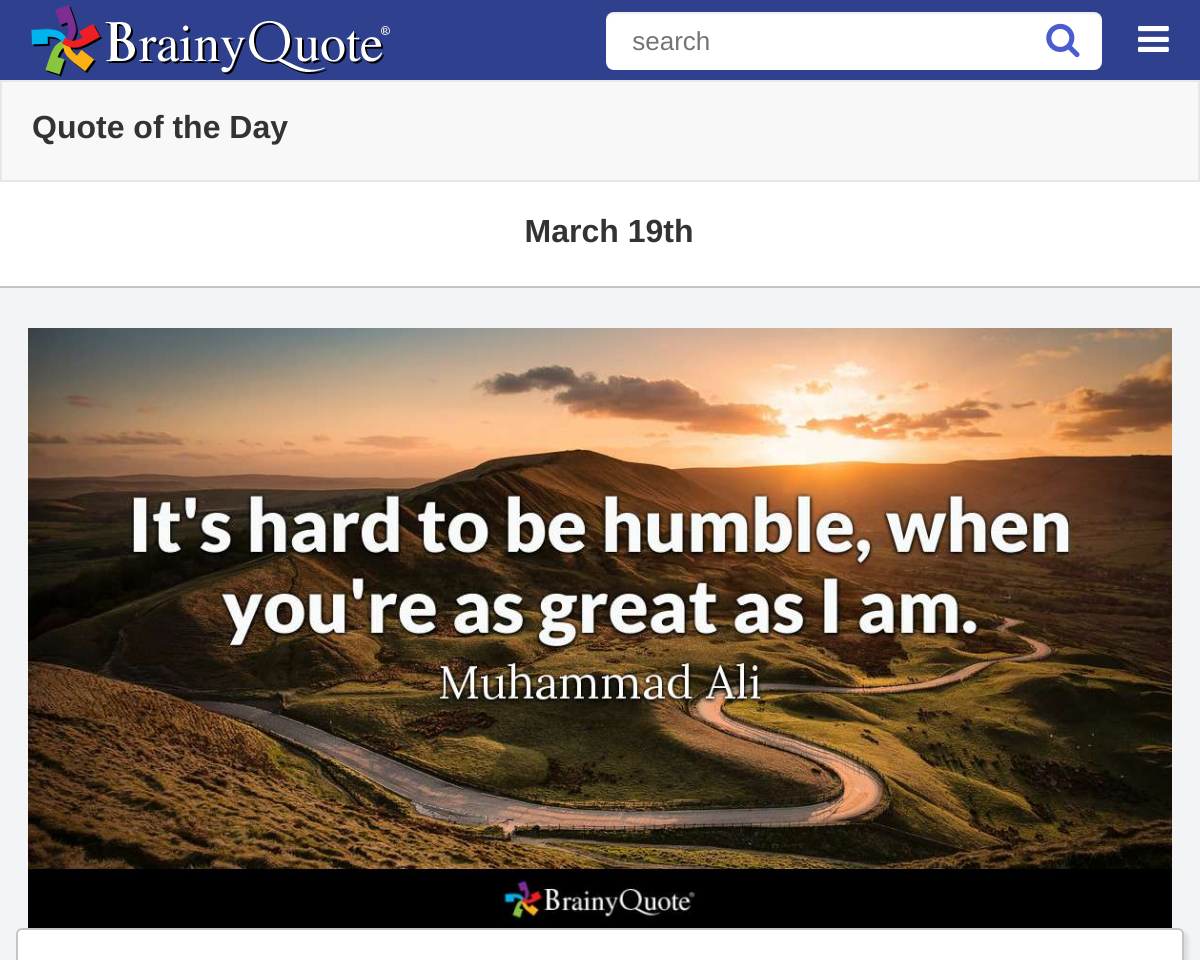 BrainyQuote®
search
Quote of the Day
March 19th
It's hard to be humble, when
you're as great as I am.
Muhammad Ali
BrainyQuote®